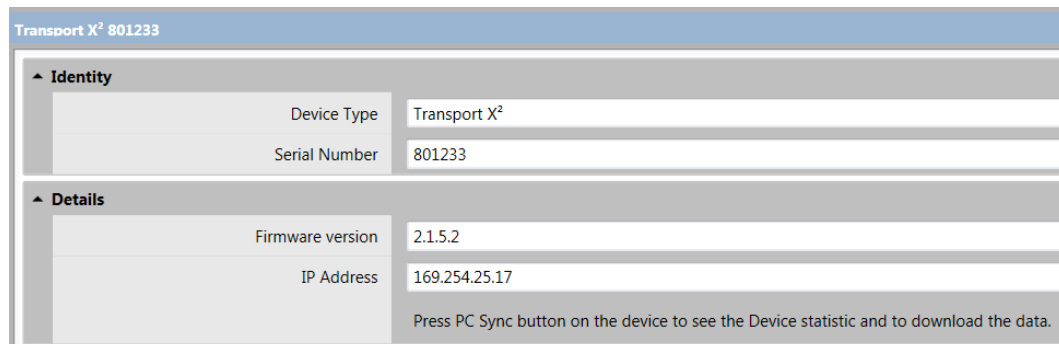 Transport X² 801233
Identity
Device Type Transport X²
Serial Number 801233
Details
Firmware version 2.1.5.2
IP Address 169.254.25.17
Press PC Sync button on the device to see the Device statistic and to download the data.